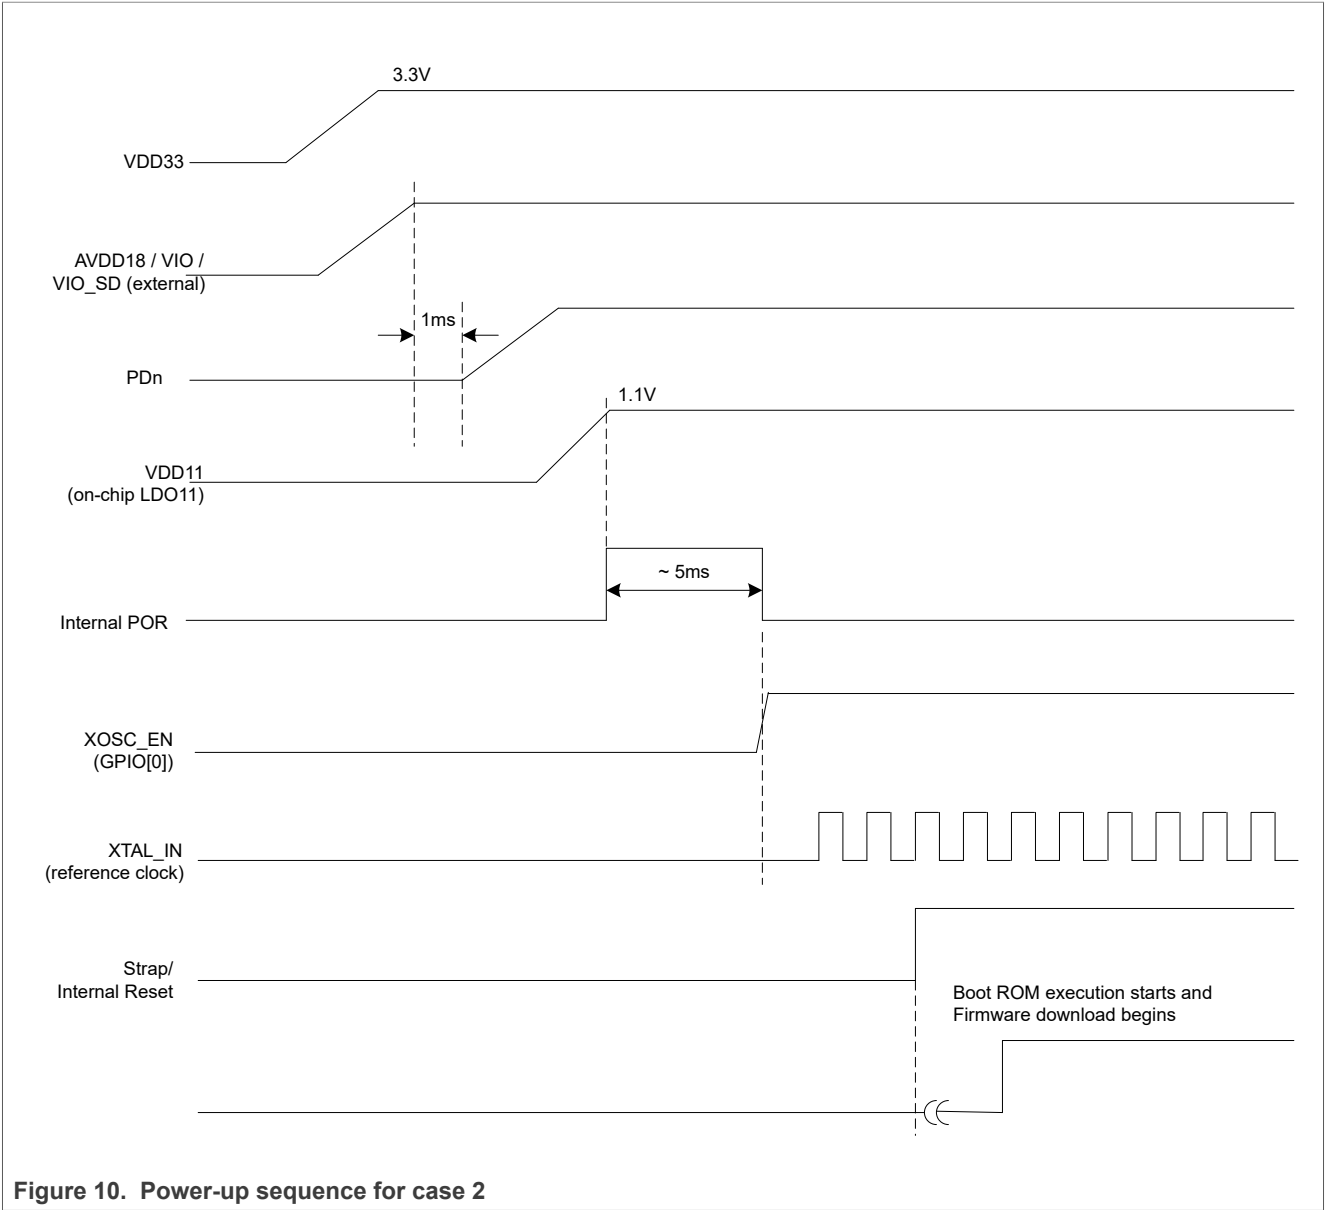 3.3V
VDD33
AVDD18 / VIO /
VIO_SD (external)
1ms
PDn
1.1V
VDD11
(on-chip LDO11)
~ 5ms
Internal POR
XOSC_EN
(GPIO[0])
XTAL_IN
(reference clock)
Strap/
Internal Reset
Boot ROM execution starts and
Firmware download begins
Figure 10. Power-up sequence for case 2